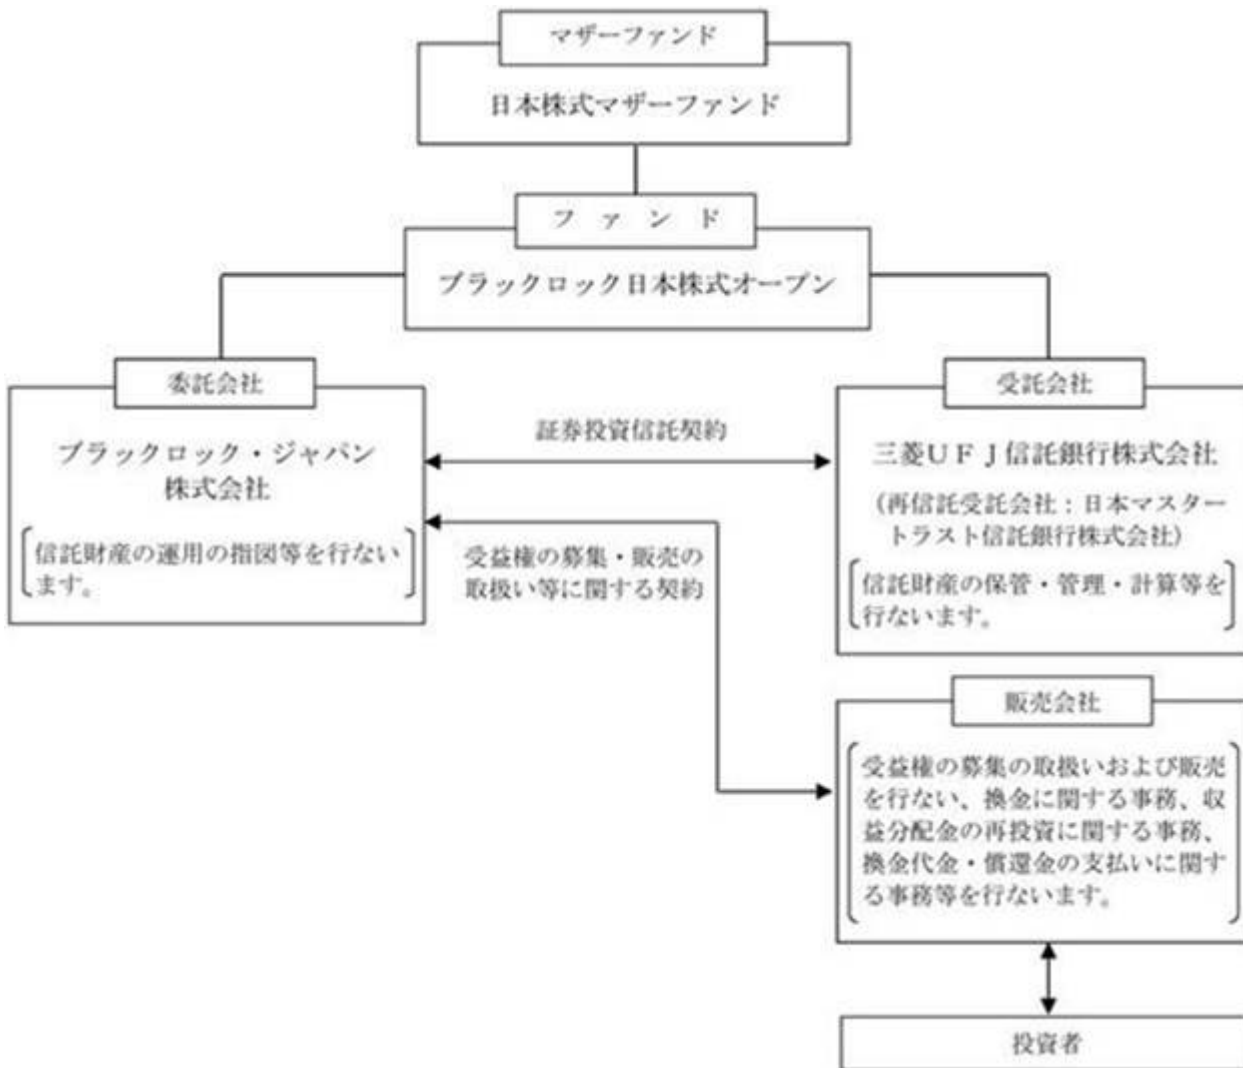 マザーファンド
日本株式マザーファンド
ファンド
ブラックロック日本株式オープン
委託会社
ブラックロック・ジャパン
株式会社
信託財産の運用の指図等を行ない
ます。
証券投資信託契約
受益権の募集・販売の
取扱い等に関する契約
受託会社
三菱UFJ信託銀行株式会社
（再信託受託会社：日本マスター
トラスト信託銀行株式会社）
信託財産の保管・管理・計算等を
行ないます。
販売会社
受益権の募集の取扱いおよび販売
を行ない、換金に関する事務、収
益分配金の再投資に関する事務、
換金代金・償還金の支払いに関す
る事務等を行ないます。
投資者